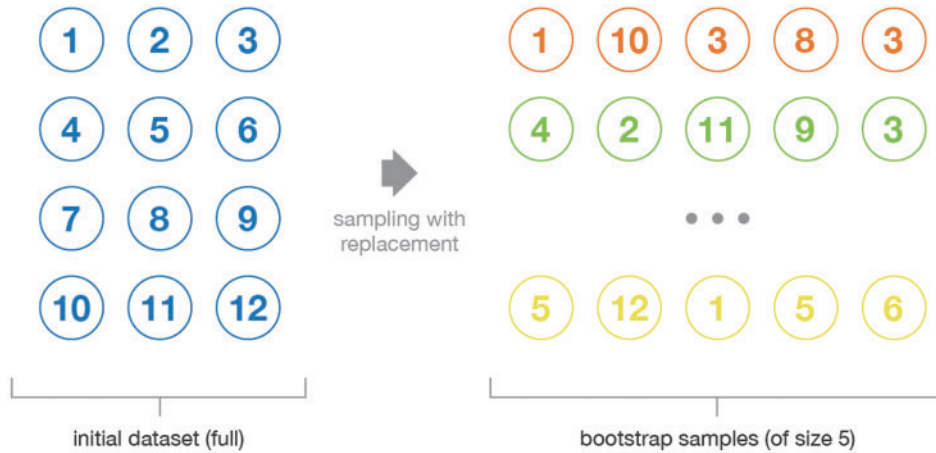 1 2 3
4 5 6
7 8 9
10 11 12
initial dataset (full)
sampling with
replacement
1 10 3 8 3
4 2 11 9 3
5 12 1 5 6
bootstrap samples (of size 5)